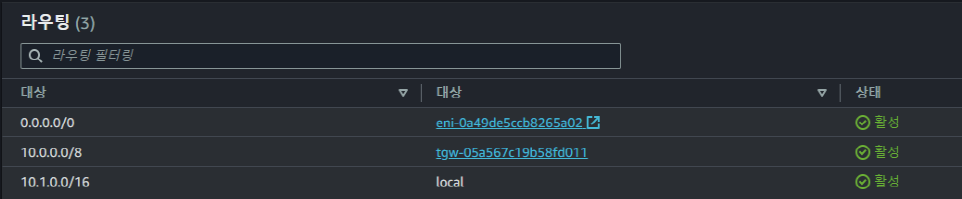 라우팅 (3)
라우팅 필터링
대상 대상 상태
0.0.0.0/0 eni-0a49de5ccb8265a02 활성
10.0.0.0/8 tgw-05a567c19b58fd011 활성
10.1.0.0/16 local 활성